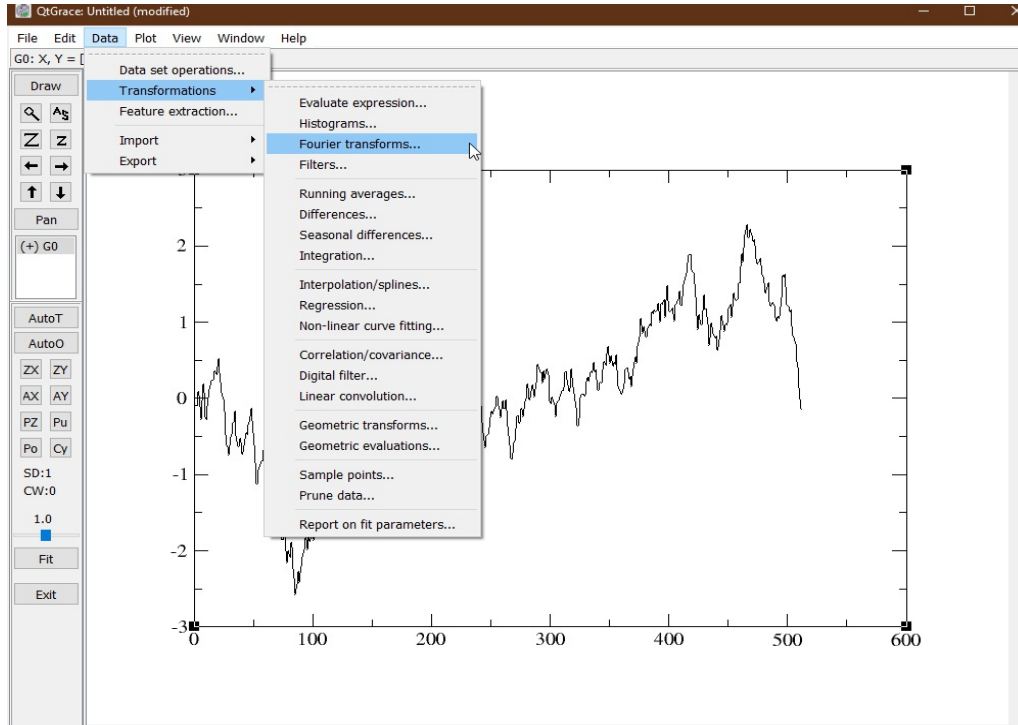 QtGrace: Untitled (modified)
File Edit Data Plot View Window Help
G0: X, Y = [
Draw
AS
Z Z
Pan
(+) G0
AutoT
AutoO
ZX ZY
AX AY
PZ Pu
Po Cy
SD:1
CW:0
1.0
Fit
Exit
Data set operations...
Transformations
Feature extraction...
Import
Export
Evaluate expression...
Histograms...
Fourier transforms...
Filters...
Running averages...
Differences...
Seasonal differences...
Integration...
Interpolation/splines...
Regression...
Non-linear curve fitting...
Correlation/covariance...
Digital filter...
Linear convolution...
Geometric transforms...
Geometric evaluations...
Sample points...
Prune data...
Report on fit parameters...
2
1
0
-1
-2
-3
0 100 200 300 400 500 600